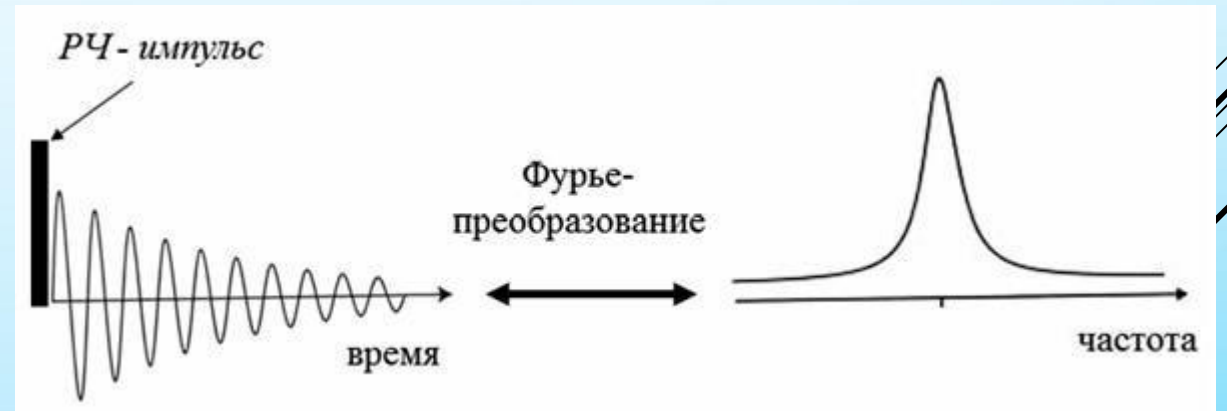 РЧ - импульс
Фурье-
преобразование
время
частота